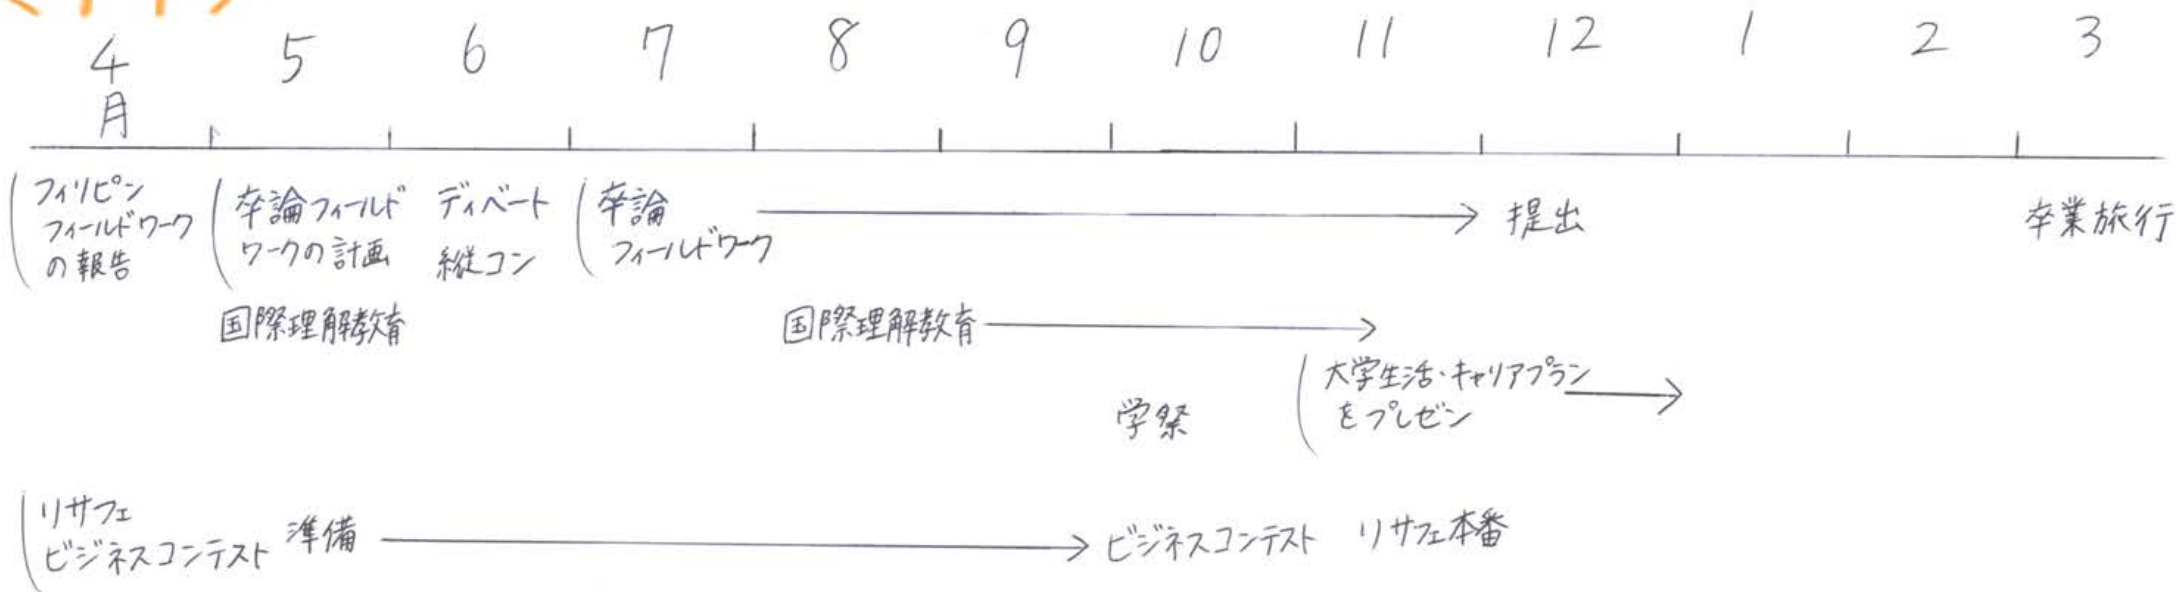 4 5 6 7 8 9 10 11 12 1 2 3
月
フィリピン
フィールドワーク
の報告
卒論フィールド
ワークの計画
ディベート
縦コン
卒論
フィールドワーク
提出
卒業旅行
国際理解教育
国際理解教育
学祭
大学生活・キャリアプラン
をプレゼン
リサフェ
ビジネスコンテスト 準備
ビジネスコンテスト リサフェ本番